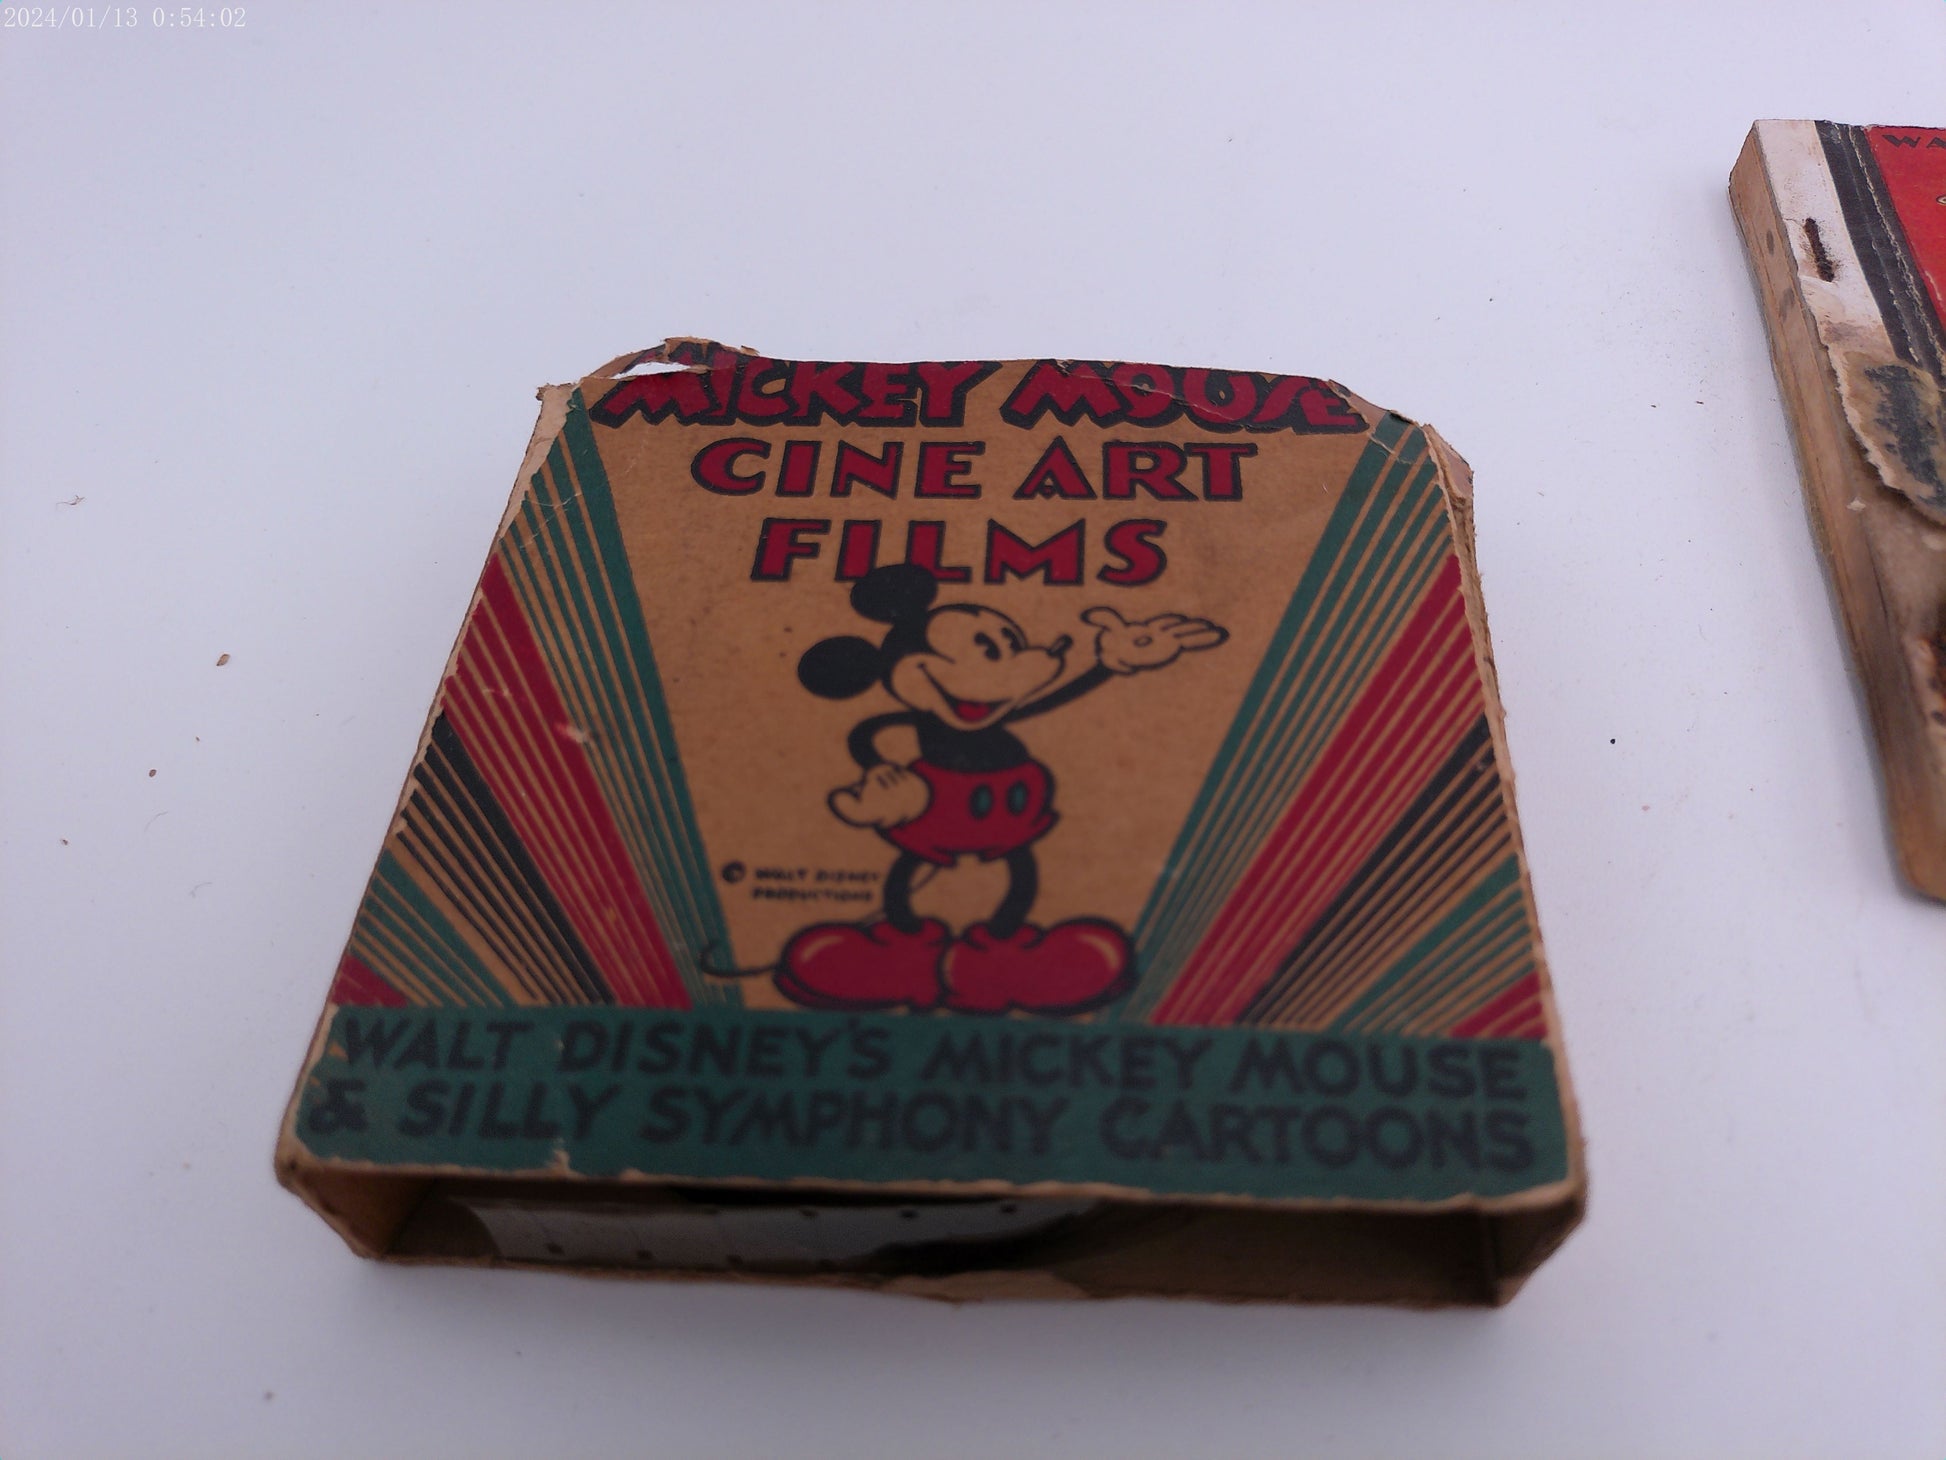 2024/01/13 0:54:02
MICKEY MOUSE
CINE ART
FILMS
© WALT DISNEY
PRODUCTIONS
WALT DISNEY'S MICKEY MOUSE
& SILLY SYMPHONY CARTOONS